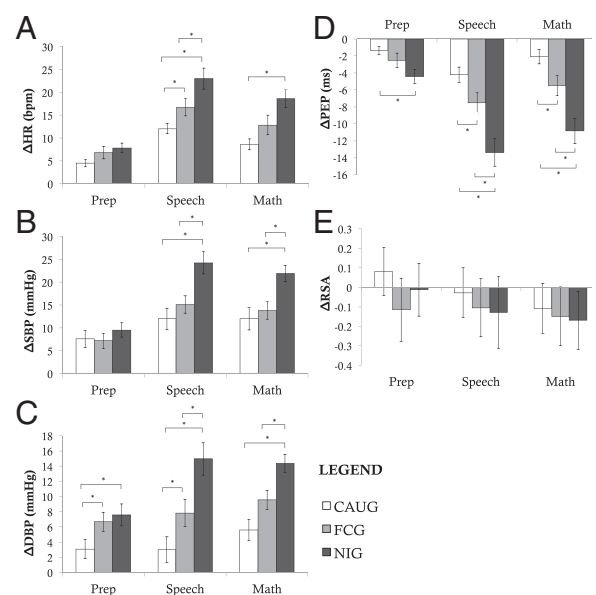 A
ΔHR (bpm)
30
25
20
15
10
5
0
* * * *
Prep Speech Math
B
ΔSBP (mmHg)
30
25
20
15
10
5
0
* * * *
Prep Speech Math
C
ΔDBP (mmHg)
18
16
14
12
10
8
6
4
2
0
* * * * * * *
Prep Speech Math
D
Prep Speech Math
ΔPEP (ms)
0
-2
-4
-6
-8
-10
-12
-14
-16
* * * * * * *
E
ΔRSA
0.3
0.2
0.1
0
-0.1
-0.2
-0.3
-0.4
Prep Speech Math
LEGEND
CAUG
FCG
NIG